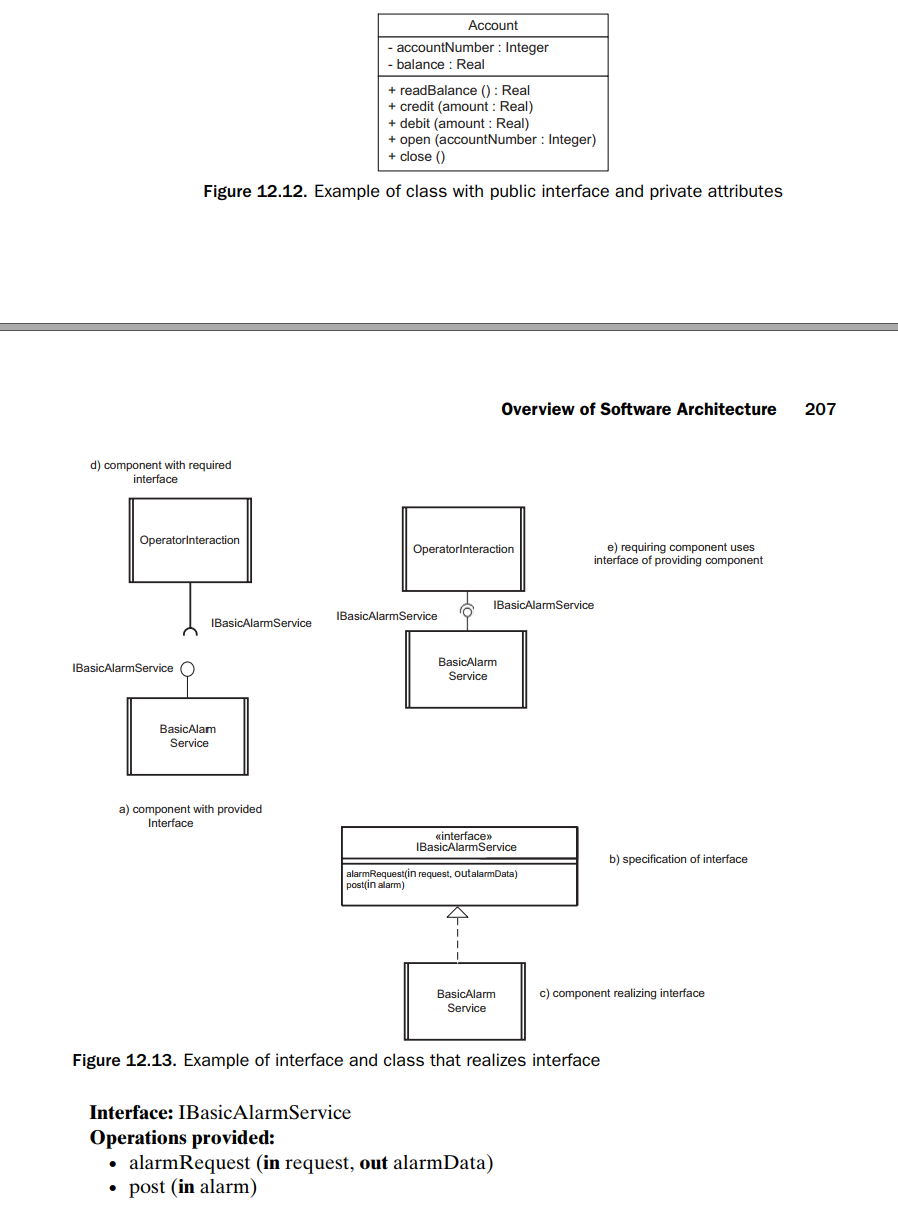 Account
- accountNumber : Integer
- balance : Real
+ readBalance () : Real
+ credit (amount : Real)
+ debit (amount : Real)
+ open (accountNumber : Integer)
+ close ()
Figure 12.12. Example of class with public interface and private attributes
Overview of Software Architecture 207
d) component with required
interface
OperatorInteraction
IBasicAlarmService
IBasicAlarmService
BasicAlarm
Service
a) component with provided
Interface
OperatorInteraction
e) requiring component uses
interface of providing component
IBasicAlarmService
IBasicAlarmService
BasicAlarm
Service
«interface»
IBasicAlarmService
alarmRequest(in request, outalarmData)
post(in alarm)
b) specification of interface
BasicAlarm
Service
c) component realizing interface
Figure 12.13. Example of interface and class that realizes interface
Interface: IBasicAlarmService
Operations provided:
• alarmRequest (in request, out alarmData)
• post (in alarm)